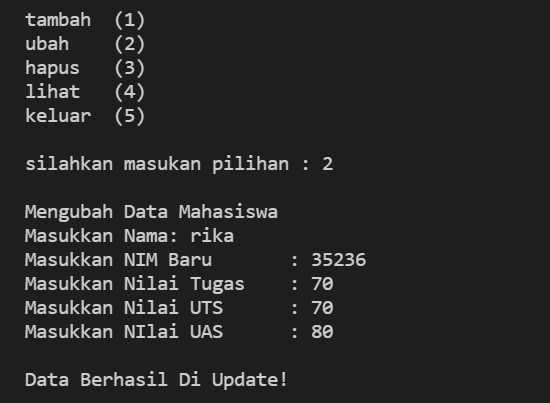 tambah  (1)
ubah    (2)
hapus   (3)
lihat   (4)
keluar  (5)
silahkan masukan pilihan : 2
Mengubah Data Mahasiswa
Masukkan Nama: rika
Masukkan NIM Baru       : 35236
Masukkan Nilai Tugas    : 70
Masukkan Nilai UTS      : 70
Masukkan NIlai UAS      : 80
Data Berhasil Di Update!